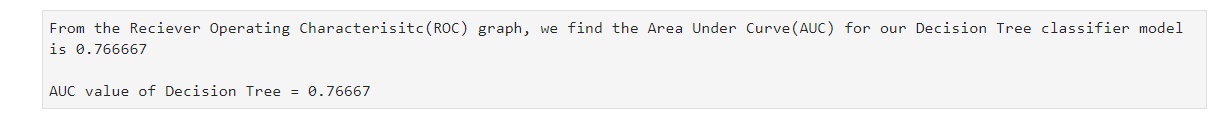 From the Reciever Operating Characterisitc(ROC) graph, we find the Area Under Curve(AUC) for our Decision Tree classifier model
is 0.766667
AUC value of Decision Tree = 0.76667